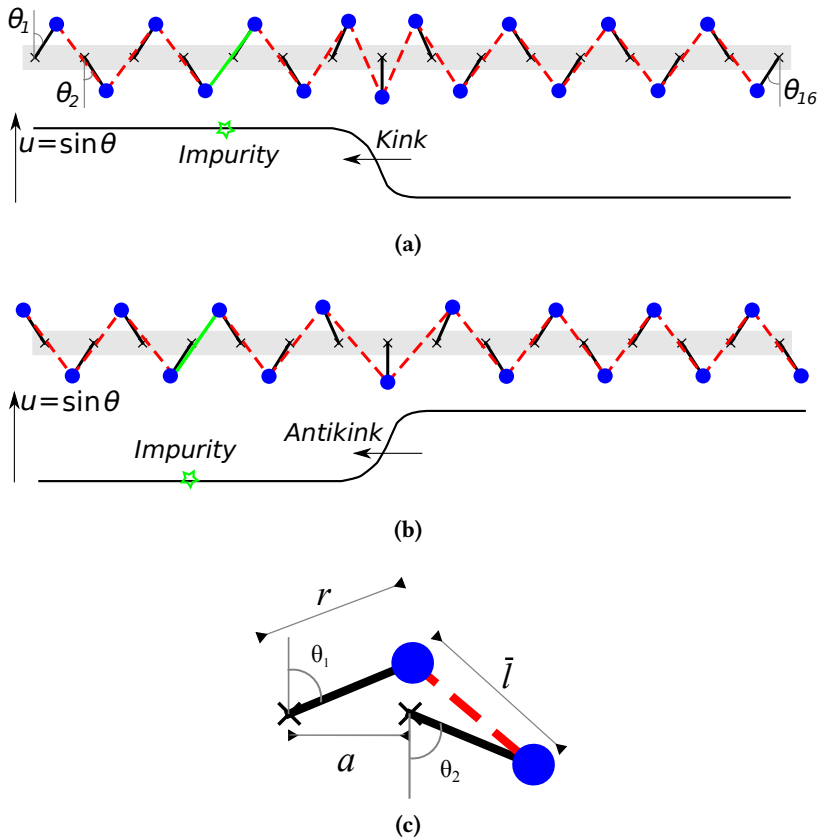 θ1
θ2
θ16
u=sinθ
Impurity
Kink
(a)
u=sinθ
Impurity
Antikink
(b)
r
θ1
l̄
a
θ2
(c)